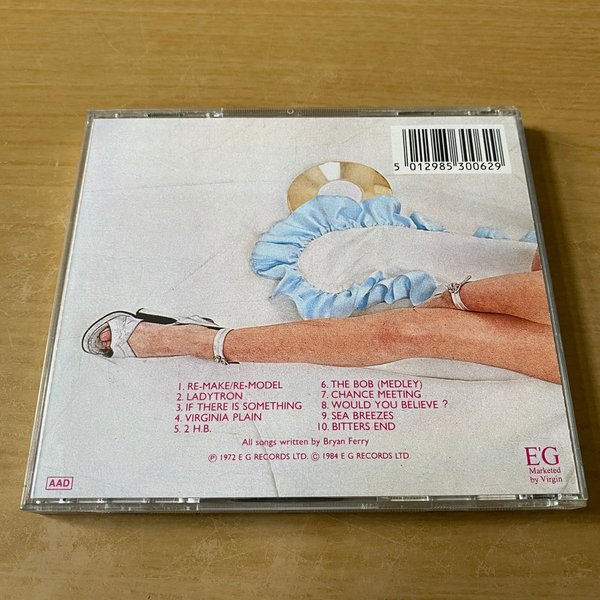 5 012985 300629
1. RE-MAKE/RE-MODEL
2. LADYTRON
3. IF THERE IS SOMETHING
4. VIRGINIA PLAIN
5. 2 H.B.
6. THE BOB (MEDLEY)
7. CHANCE MEETING
8. WOULD YOU BELIEVE ?
9. SEA BREEZES
10. BITTERS END
All songs written by Bryan Ferry
℗ 1972 E G RECORDS LTD. © 1984 E G RECORDS LTD.
AAD
E'G
Marketed
by Virgin